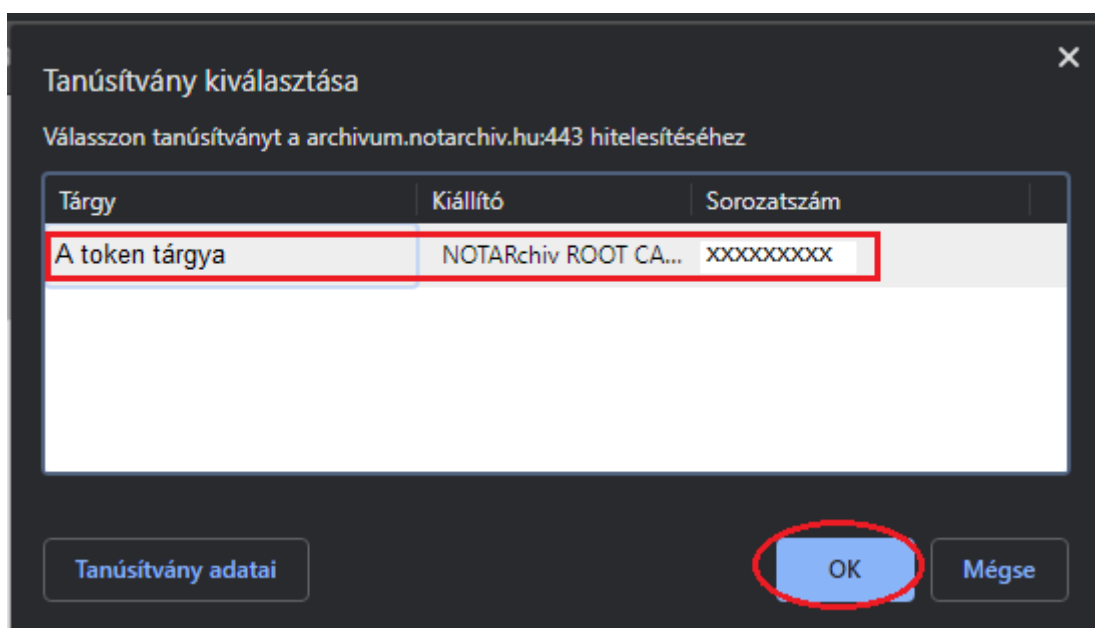 Tanúsítvány kiválasztása
Válasszon tanúsítványt a archivum.notarchiv.hu:443 hitelesítéséhez
Tárgy Kiállító Sorozatszám
A token tárgya NOTARchiv ROOT CA... xxxxxxxxx
Tanúsítvány adatai OK Mégse